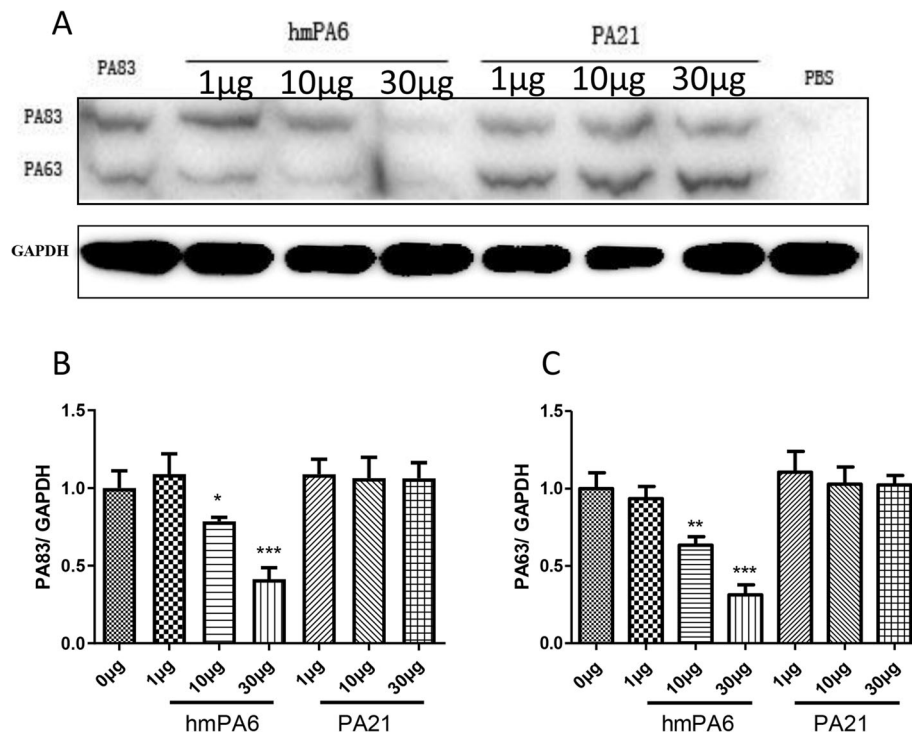 A
hmPA6
PA21
PA83
1µg
10µg
30µg
1µg
10µg
30µg
PBS
PA83
PA63
GAPDH
B
PA83/ GAPDH
1.5
1.0
0.5
0.0
*
***
0µg
1µg
10µg
30µg
1µg
10µg
30µg
hmPA6
PA21
C
PA63/ GAPDH
1.5
1.0
0.5
0.0
**
***
0µg
1µg
10µg
30µg
1µg
10µg
30µg
hmPA6
PA21